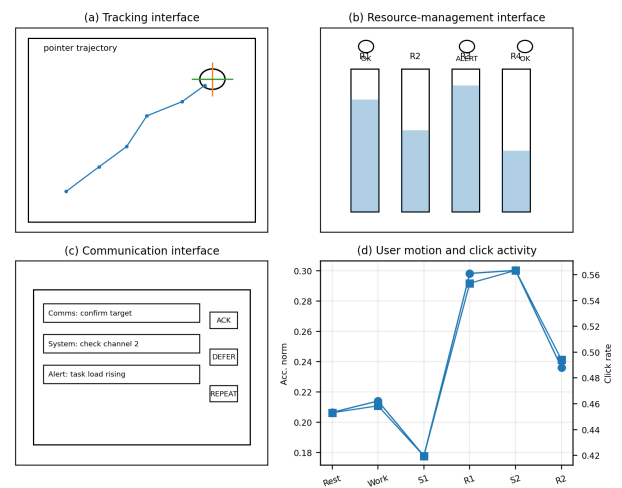 (a) Tracking interface
pointer trajectory
(b) Resource-management interface
R1 R2 R3 R4
OK ALERT OK
(c) Communication interface
Comms: confirm target
ACK
System: check channel 2
DEFER
Alert: task load rising
REPEAT
(d) User motion and click activity
Acc. norm
0.30
0.28
0.26
0.24
0.22
0.20
0.18
0.56
0.54
0.52
0.50
0.48
0.46
0.44
0.42
Click rate
Rest Work S1 R1 S2 R2